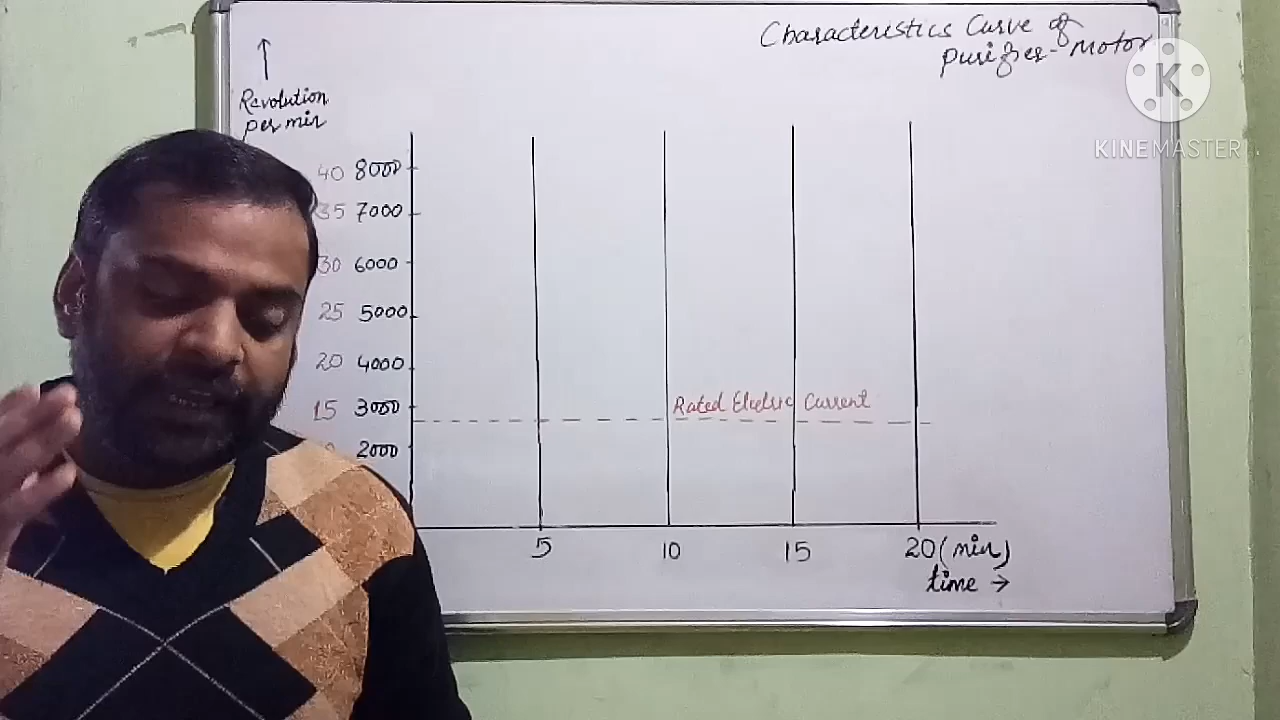 Characteristics Curve of
Purifier-Motor
K
KINEMASTER
Revolution
per min
40 8000
35 7000
30 6000
25 5000
20 4000
15 3000
Rated Electric Current
2000
5 10 15 20 (min)
time →